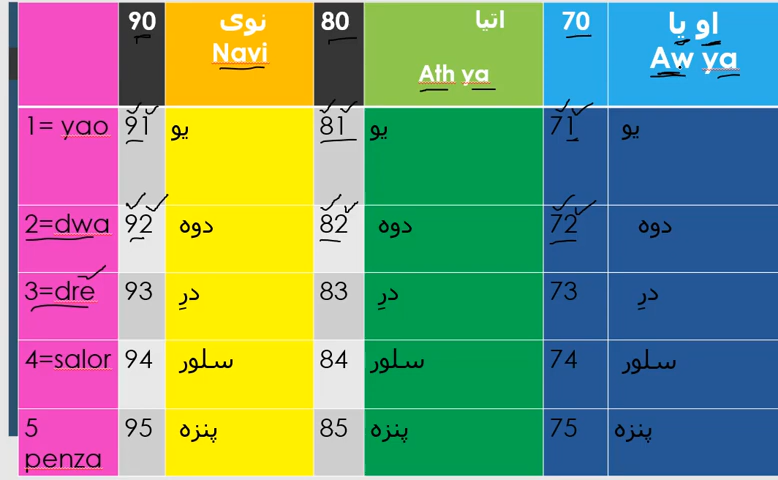 90 نوی 80 اتیا 70 او یا
Navi Ath ya Aw ya
1= yao 91 یو 81 یو 71 یو
2=dwa 92 دوه 82 دوه 72 دوه
3=dre 93 درِ 83 درِ 73 درِ
4=salor 94 سلور 84 سلور 74 سلور
5 95 پنزه 85 پنزه 75 پنزه
penza